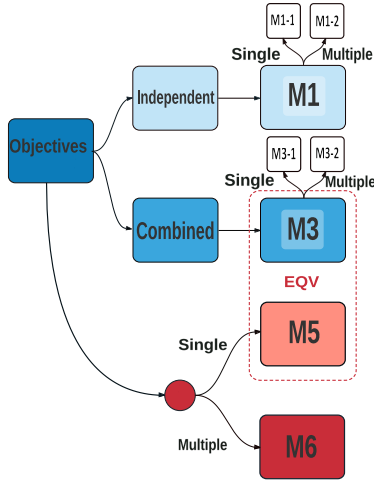 M1-1
M1-2
Single
Multiple
Independent
M1
Objectives
M3-1
M3-2
Single
Multiple
Combined
M3
EQV
Single
M5
Multiple
M6